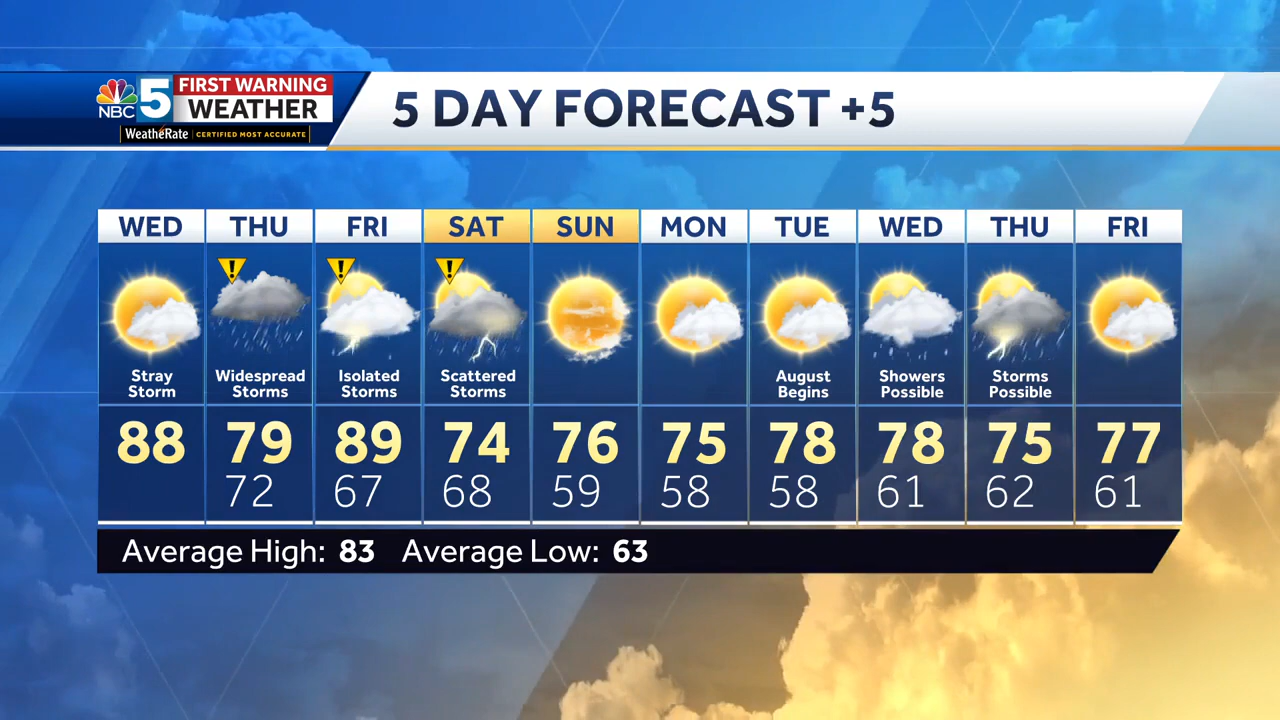 NBC 5 FIRST WARNING
WEATHER
WeatheRate CERTIFIED MOST ACCURATE
5 DAY FORECAST +5
WED THU FRI SAT SUN MON TUE WED THU FRI
! ! !
Stray Widespread Isolated Scattered August Showers Storms
Storm Storms Storms Storms Begins Possible Possible
88 79 89 74 76 75 78 78 75 77
72 67 68 59 58 58 61 62 61
Average High: 83 Average Low: 63